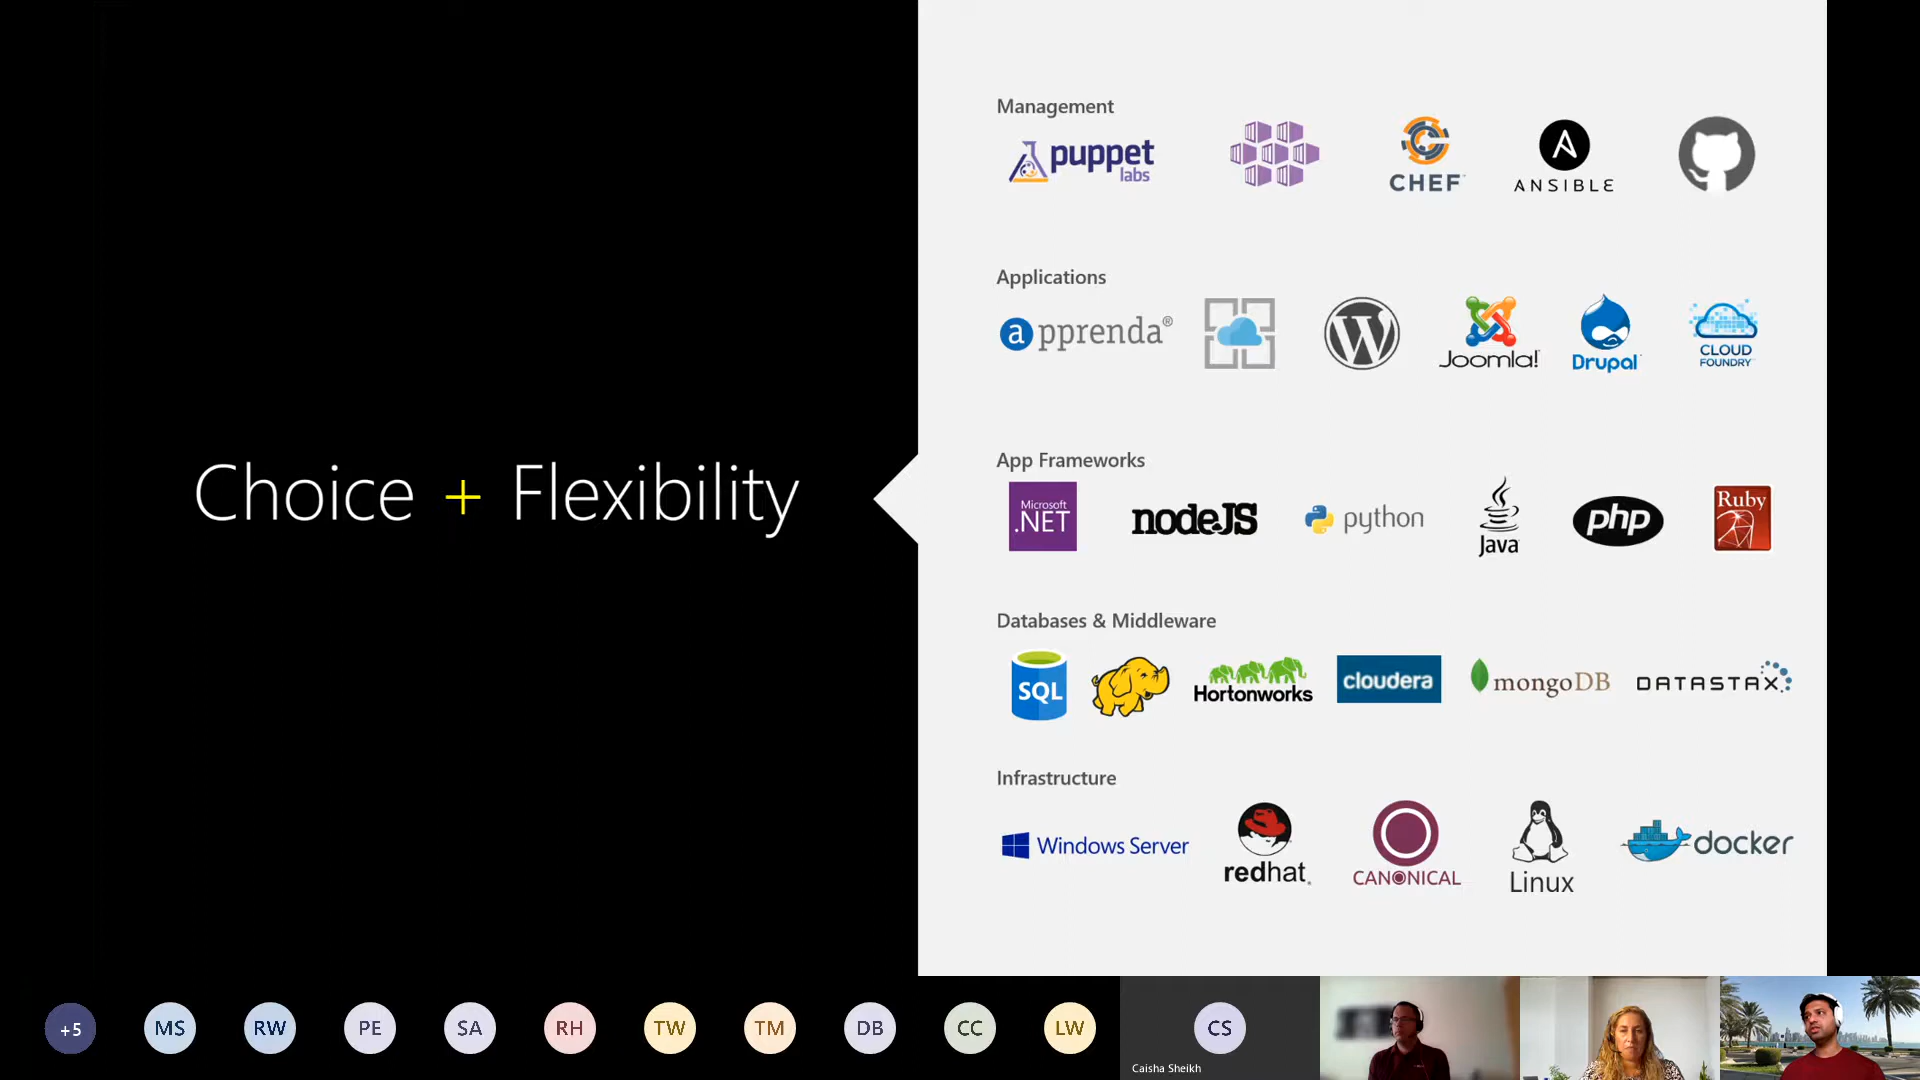 Choice + Flexibility
Management
puppet
labs
CHEF
ANSIBLE
Applications
apprenda®
W
Joomla!
Drupal
CLOUD
FOUNDRY
App Frameworks
Microsoft
.NET
nodeJS
python
Java
php
Ruby
Databases & Middleware
SQL
Hortonworks
cloudera
mongoDB
DATASTAX
Infrastructure
Windows Server
redhat.
CANONICAL
Linux
docker
+5
MS
RW
PE
SA
RH
TW
TM
DB
CC
LW
CS
Caisha Sheikh